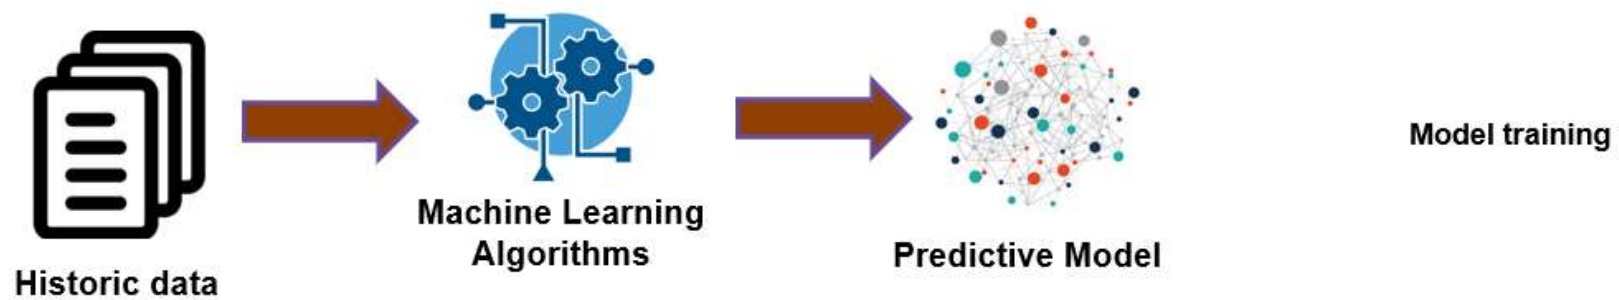 Historic data
Machine Learning
Algorithms
Predictive Model
Model training